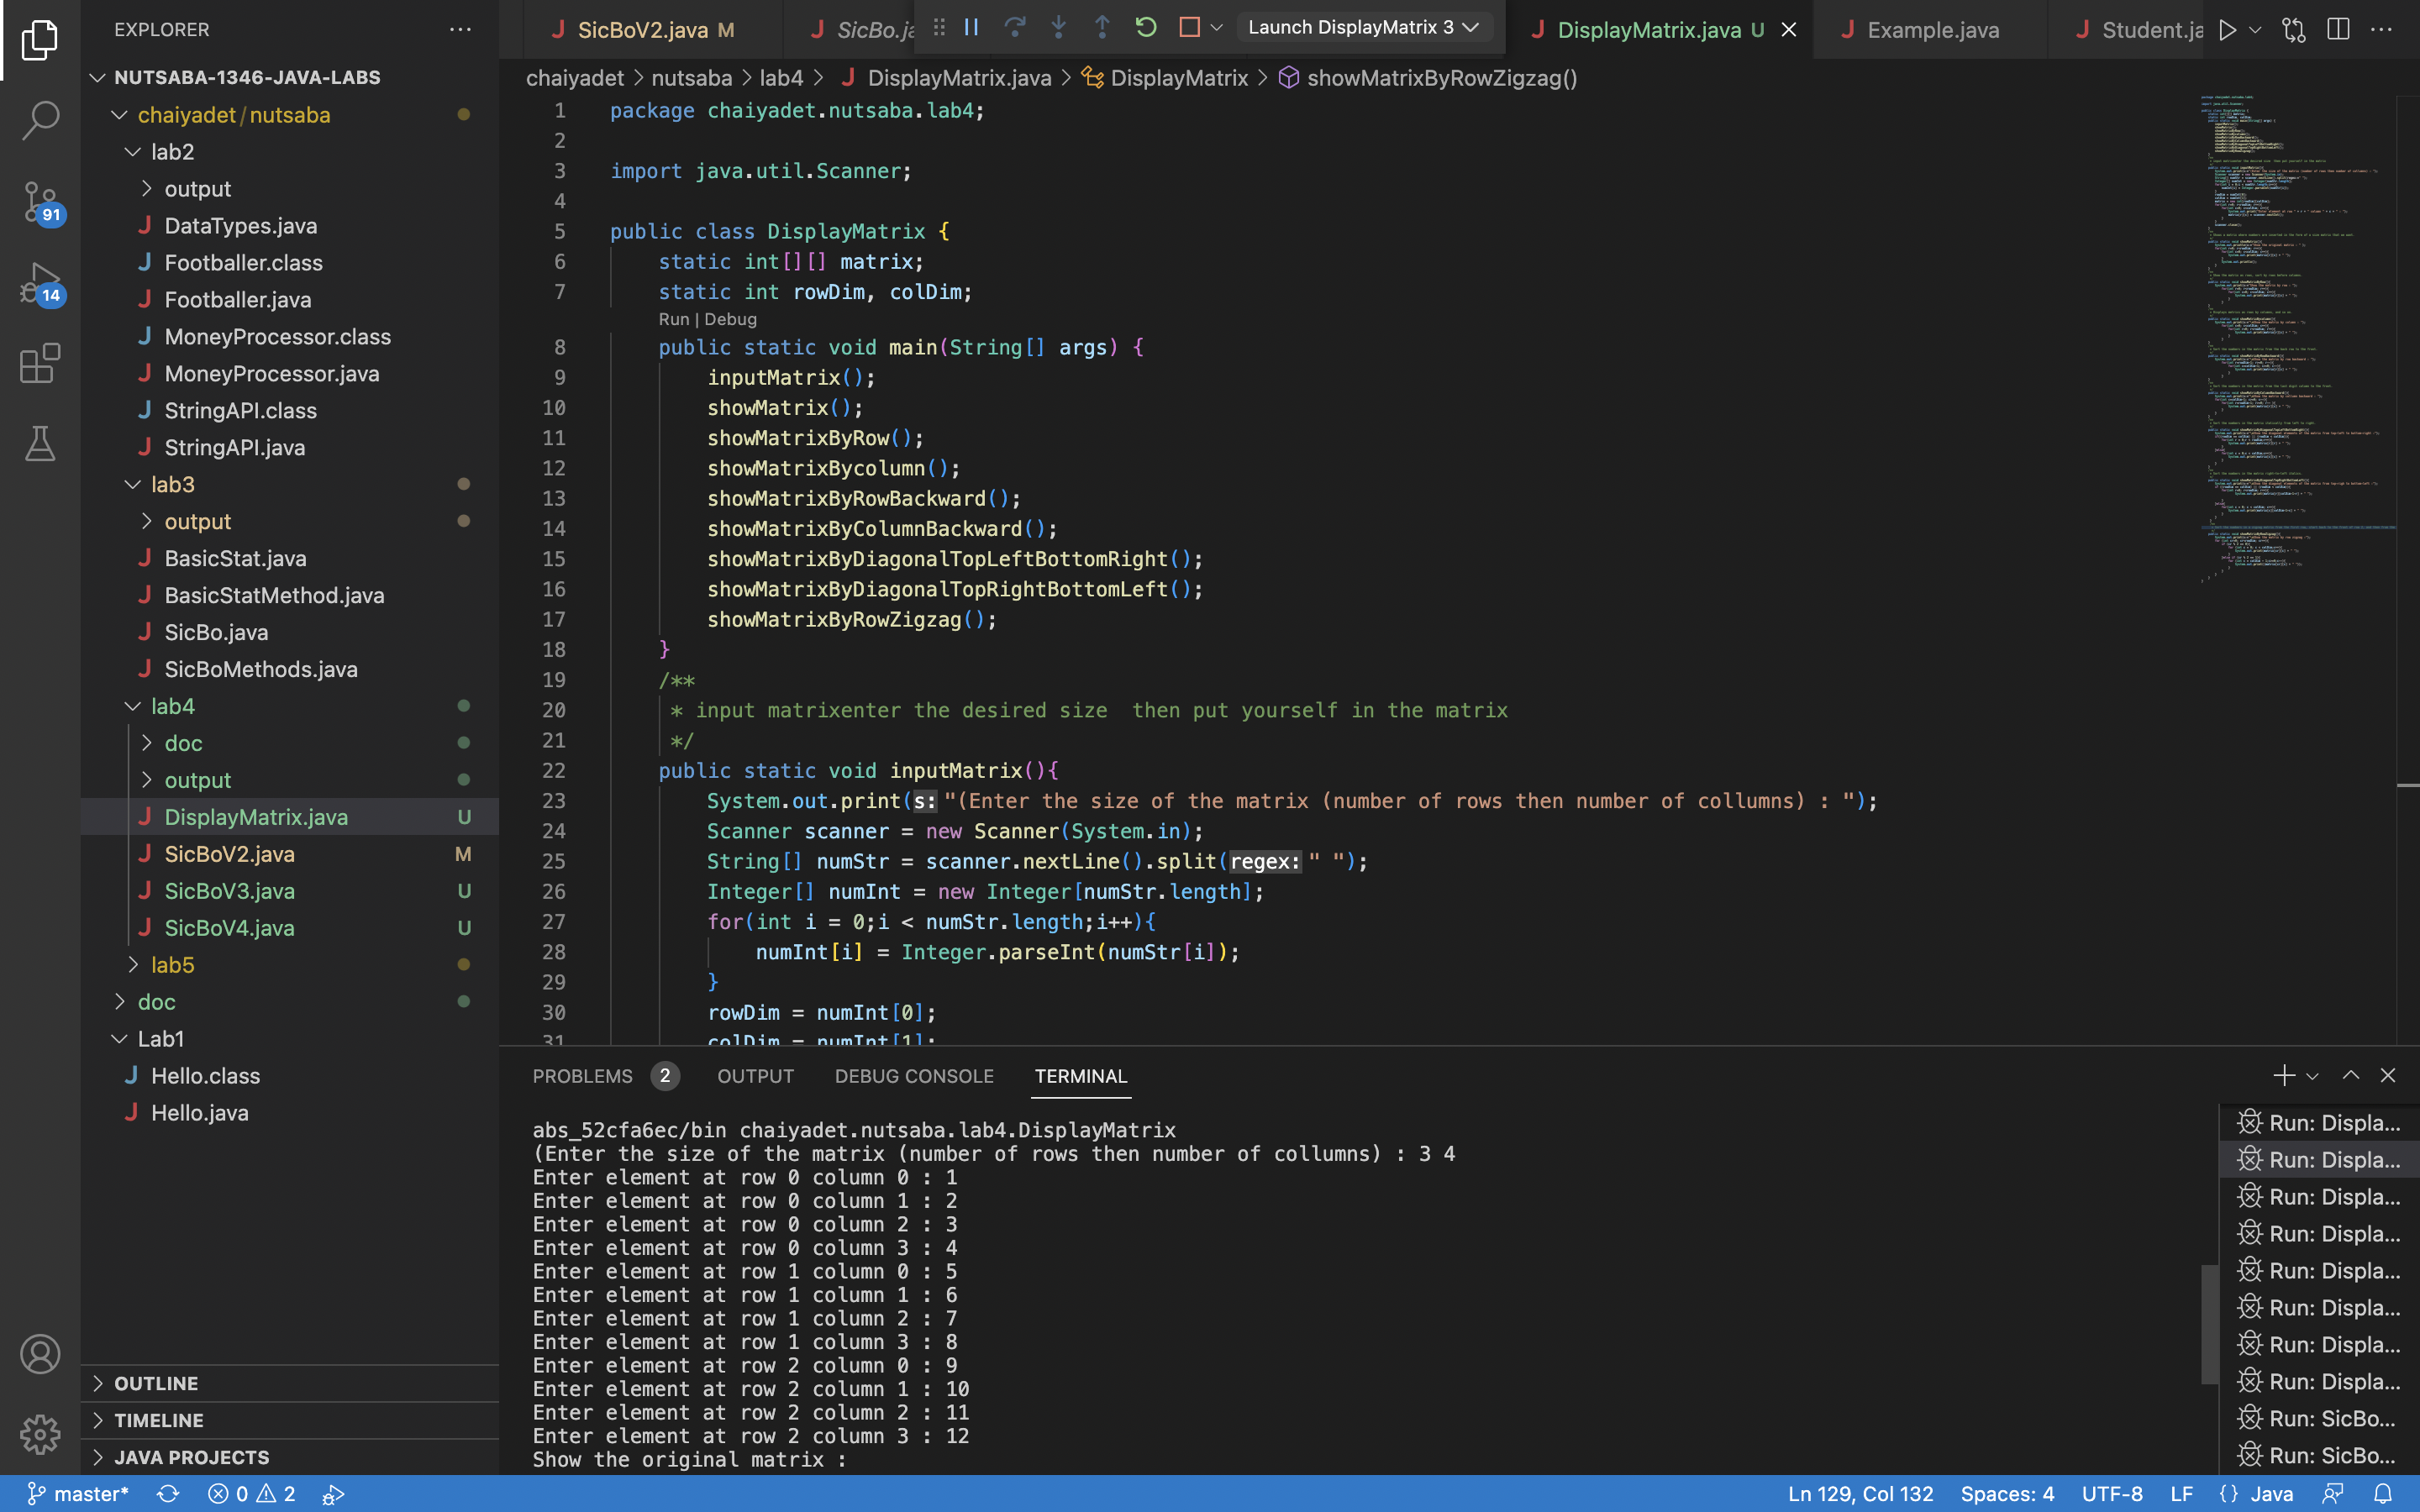 EXPLORER
NUTSABA-1346-JAVA-LABS
chaiyadet/nutsaba
lab2
output
DataTypes.java
Footballer.class
Footballer.java
MoneyProcessor.class
MoneyProcessor.java
StringAPI.class
StringAPI.java
lab3
output
BasicStat.java
BasicStatMethod.java
SicBo.java
SicBoMethods.java
lab4
doc
output
DisplayMatrix.java U
SicBoV2.java M
SicBoV3.java U
SicBoV4.java U
lab5
doc
Lab1
Hello.class
Hello.java
OUTLINE
TIMELINE
JAVA PROJECTS
91
14
SicBoV2.java M
SicBo.ja
Launch DisplayMatrix 3
DisplayMatrix.java U
Example.java
Student.ja
chaiyadet > nutsaba > lab4 > DisplayMatrix.java > DisplayMatrix > showMatrixByRowZigzag()
1 package chaiyadet.nutsaba.lab4;
2
3 import java.util.Scanner;
4
5 public class DisplayMatrix {
6 static int[][] matrix;
7 static int rowDim, colDim;
Run | Debug
8 public static void main(String[] args) {
9 inputMatrix();
10 showMatrix();
11 showMatrixByRow();
12 showMatrixBycolumn();
13 showMatrixByRowBackward();
14 showMatrixByColumnBackward();
15 showMatrixByDiagonalTopLeftBottomRight();
16 showMatrixByDiagonalTopRightBottomLeft();
17 showMatrixByRowZigzag();
18 }
19 /**
20 * input matrixenter the desired size  then put yourself in the matrix
21 */
22 public static void inputMatrix(){
23 System.out.print(s:"(Enter the size of the matrix (number of rows then number of collumns) : ");
24 Scanner scanner = new Scanner(System.in);
25 String[] numStr = scanner.nextLine().split(regex:" ");
26 Integer[] numInt = new Integer[numStr.length];
27 for(int i = 0;i < numStr.length;i++){
28 numInt[i] = Integer.parseInt(numStr[i]);
29 }
30 rowDim = numInt[0];
31 colDim = numInt[1];
PROBLEMS 2 OUTPUT DEBUG CONSOLE TERMINAL
abs_52cfa6ec/bin chaiyadet.nutsaba.lab4.DisplayMatrix
(Enter the size of the matrix (number of rows then number of collumns) : 3 4
Enter element at row 0 column 0 : 1
Enter element at row 0 column 1 : 2
Enter element at row 0 column 2 : 3
Enter element at row 0 column 3 : 4
Enter element at row 1 column 0 : 5
Enter element at row 1 column 1 : 6
Enter element at row 1 column 2 : 7
Enter element at row 1 column 3 : 8
Enter element at row 2 column 0 : 9
Enter element at row 2 column 1 : 10
Enter element at row 2 column 2 : 11
Enter element at row 2 column 3 : 12
Show the original matrix :
Run: Displa...
Run: Displa...
Run: Displa...
Run: Displa...
Run: Displa...
Run: Displa...
Run: Displa...
Run: Displa...
Run: SicBo...
Run: SicBo...
master* 0 2
Ln 129, Col 132 Spaces: 4 UTF-8 LF {} Java